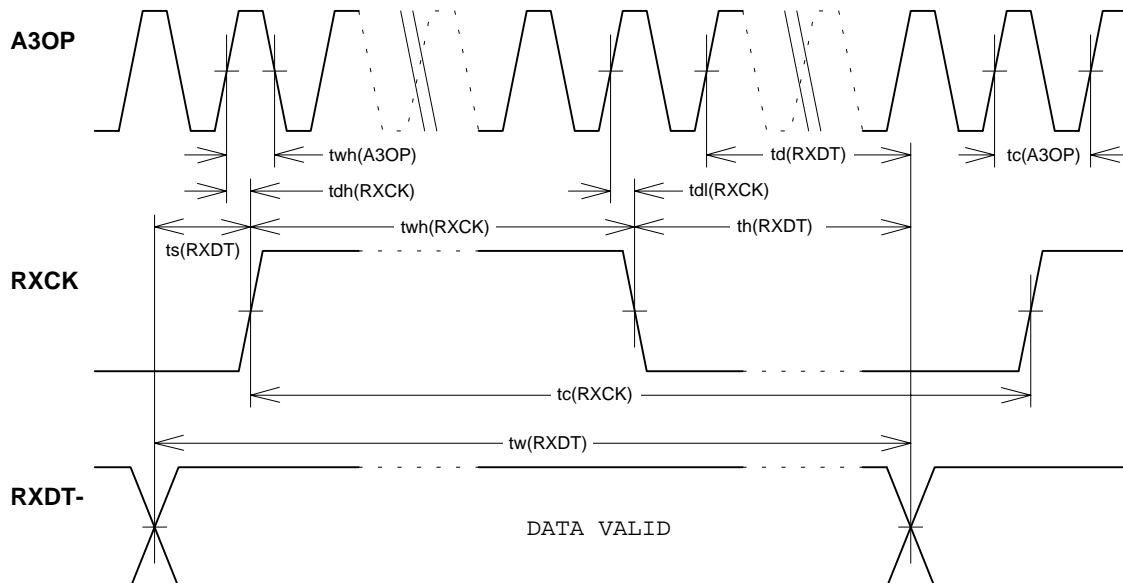 A3OP
twh(A3OP)
td(RXDT)
tc(A3OP)
tdh(RXCK)
tdl(RXCK)
twh(RXCK)
th(RXDT)
ts(RXDT)
RXCK
tc(RXCK)
tw(RXDT)
RXDT-
DATA VALID